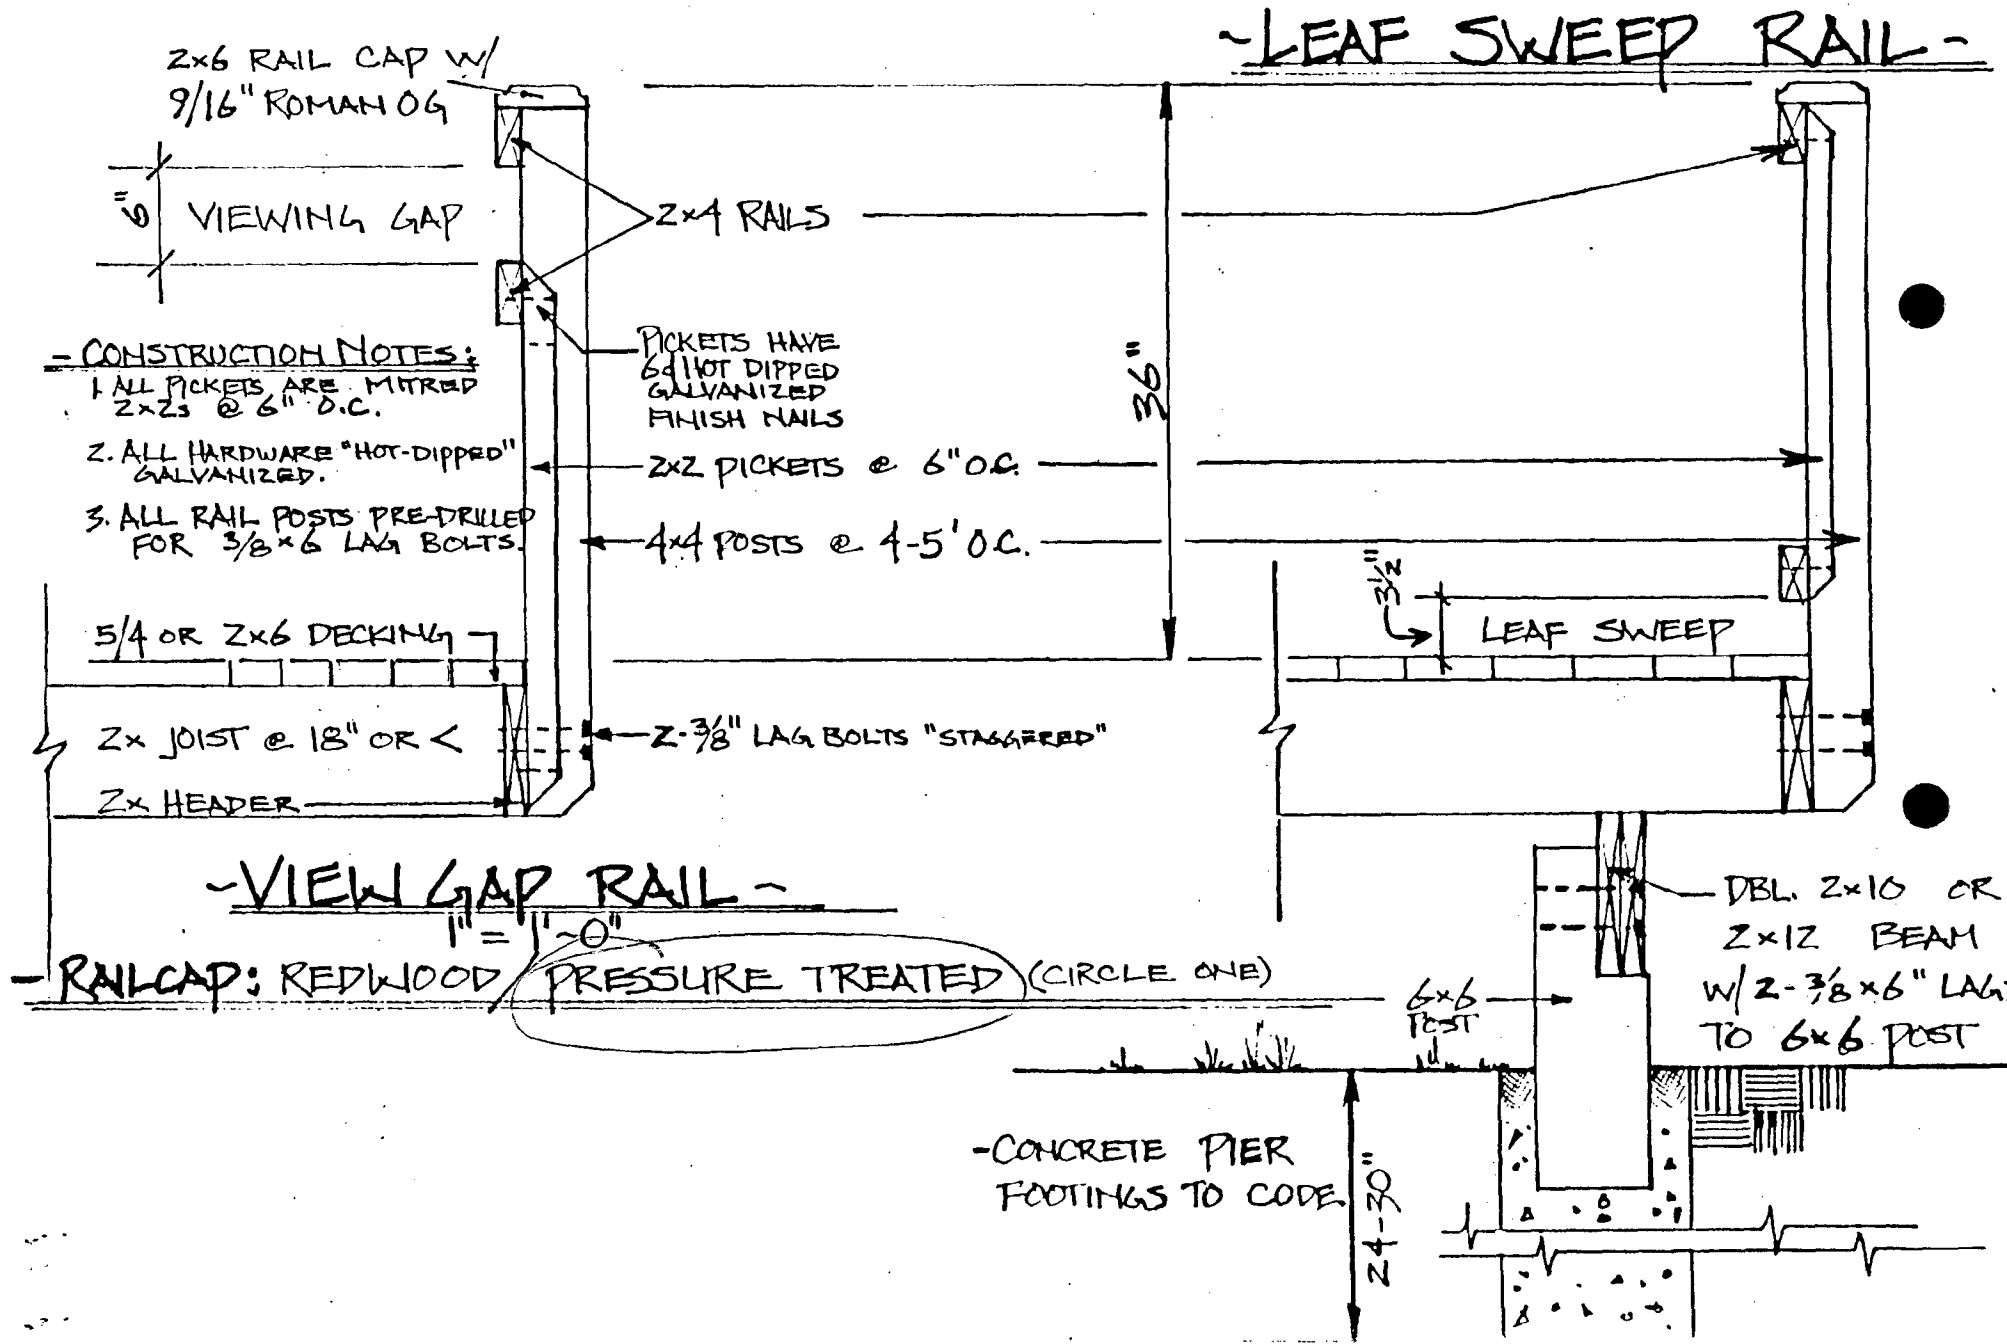 -LEAF SWEEP RAIL-
2x6 RAIL CAP W/
9/16" ROMAN OG
6"
VIEWING GAP
2x4 RAILS
36"
- CONSTRUCTION NOTES:
1. ALL PICKETS ARE MITRED
2x2s @ 6" O.C.
2. ALL HARDWARE "HOT-DIPPED"
GALVANIZED.
3. ALL RAIL POSTS PRE-DRILLED
FOR 3/8x6 LAG BOLTS.
PICKETS HAVE
6d HOT DIPPED
GALVANIZED
FINISH NAILS
2x2 PICKETS @ 6" O.C.
4x4 POSTS @ 4-5' O.C.
3½"
LEAF SWEEP
5/4 OR 2x6 DECKING
2x JOIST @ 18" OR <
2x HEADER
2-3/8" LAG BOLTS "STAGGERED"
-VIEW GAP RAIL-
1" = 1'-0"
- RAILCAP: REDWOOD / PRESSURE TREATED (CIRCLE ONE)
DBL. 2x10 OR
2x12 BEAM
W/ 2-3/8x6" LAGS
TO 6x6 POST
6x6
POST
-CONCRETE PIER
FOOTINGS TO CODE
24-30"